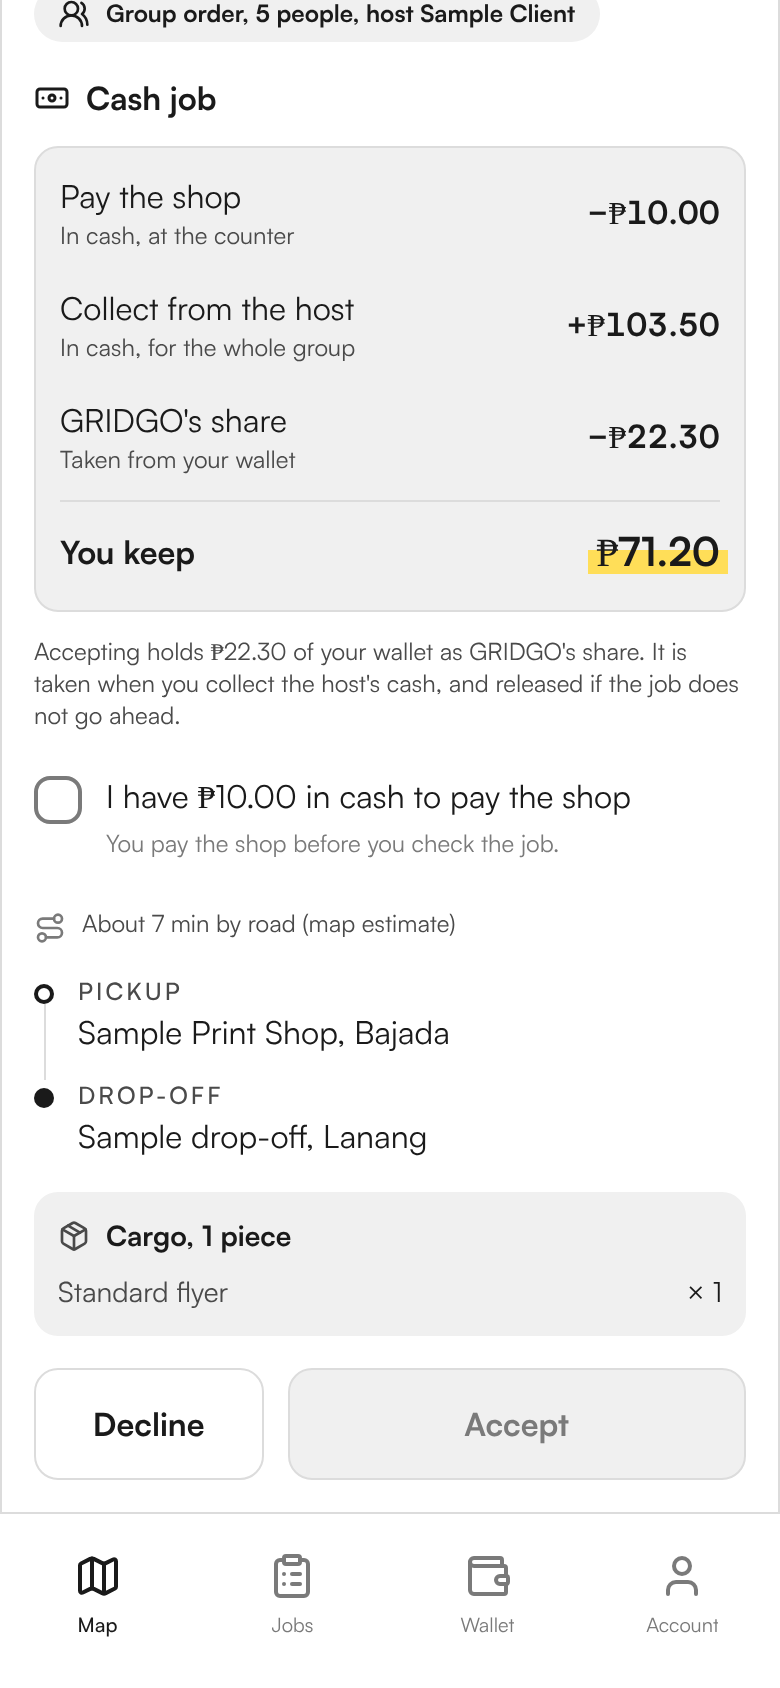 Group order, 5 people, host Sample Client
Cash job
Pay the shop
In cash, at the counter
−₱10.00
Collect from the host
In cash, for the whole group
+₱103.50
GRIDGO's share
Taken from your wallet
−₱22.30
You keep
₱71.20
Accepting holds ₱22.30 of your wallet as GRIDGO's share. It is
taken when you collect the host's cash, and released if the job does
not go ahead.
I have ₱10.00 in cash to pay the shop
You pay the shop before you check the job.
About 7 min by road (map estimate)
PICKUP
Sample Print Shop, Bajada
DROP-OFF
Sample drop-off, Lanang
Cargo, 1 piece
Standard flyer × 1
Decline
Accept
Map
Jobs
Wallet
Account